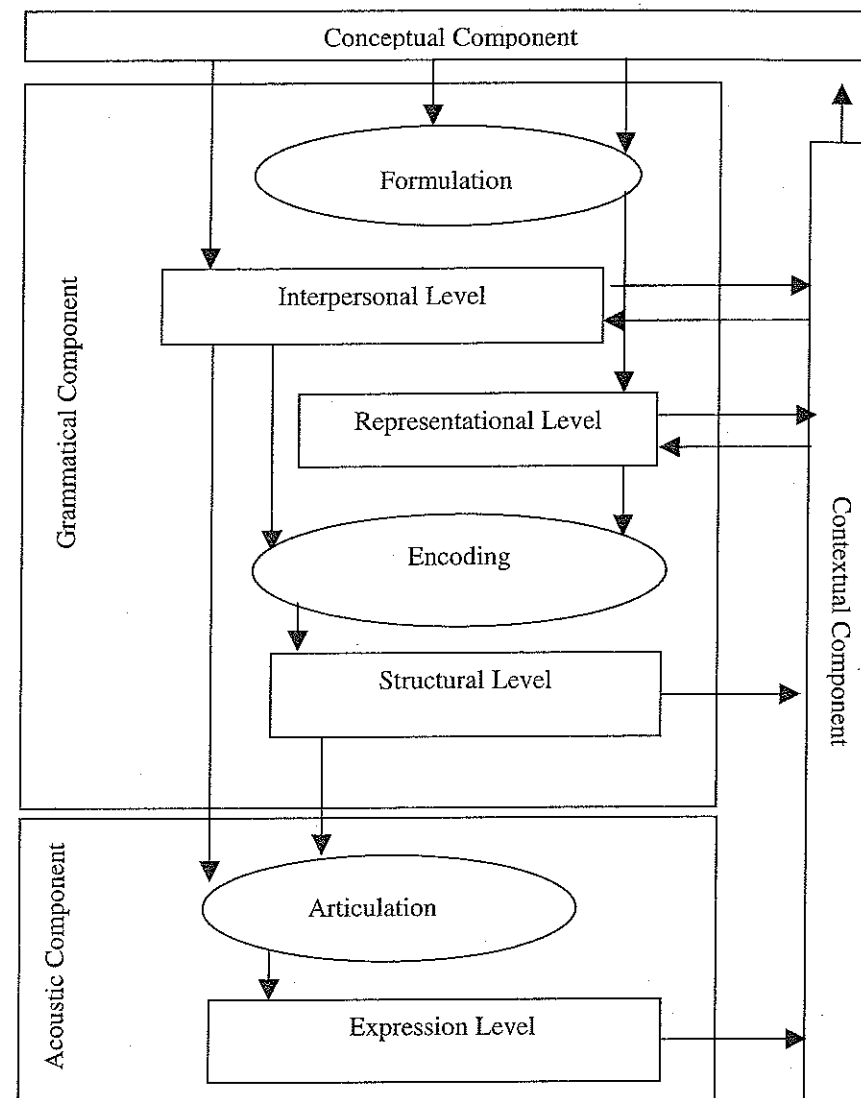 Conceptual Component
Formulation
Interpersonal Level
Representational Level
Encoding
Structural Level
Grammatical Component
Contextual Component
Articulation
Expression Level
Acoustic Component